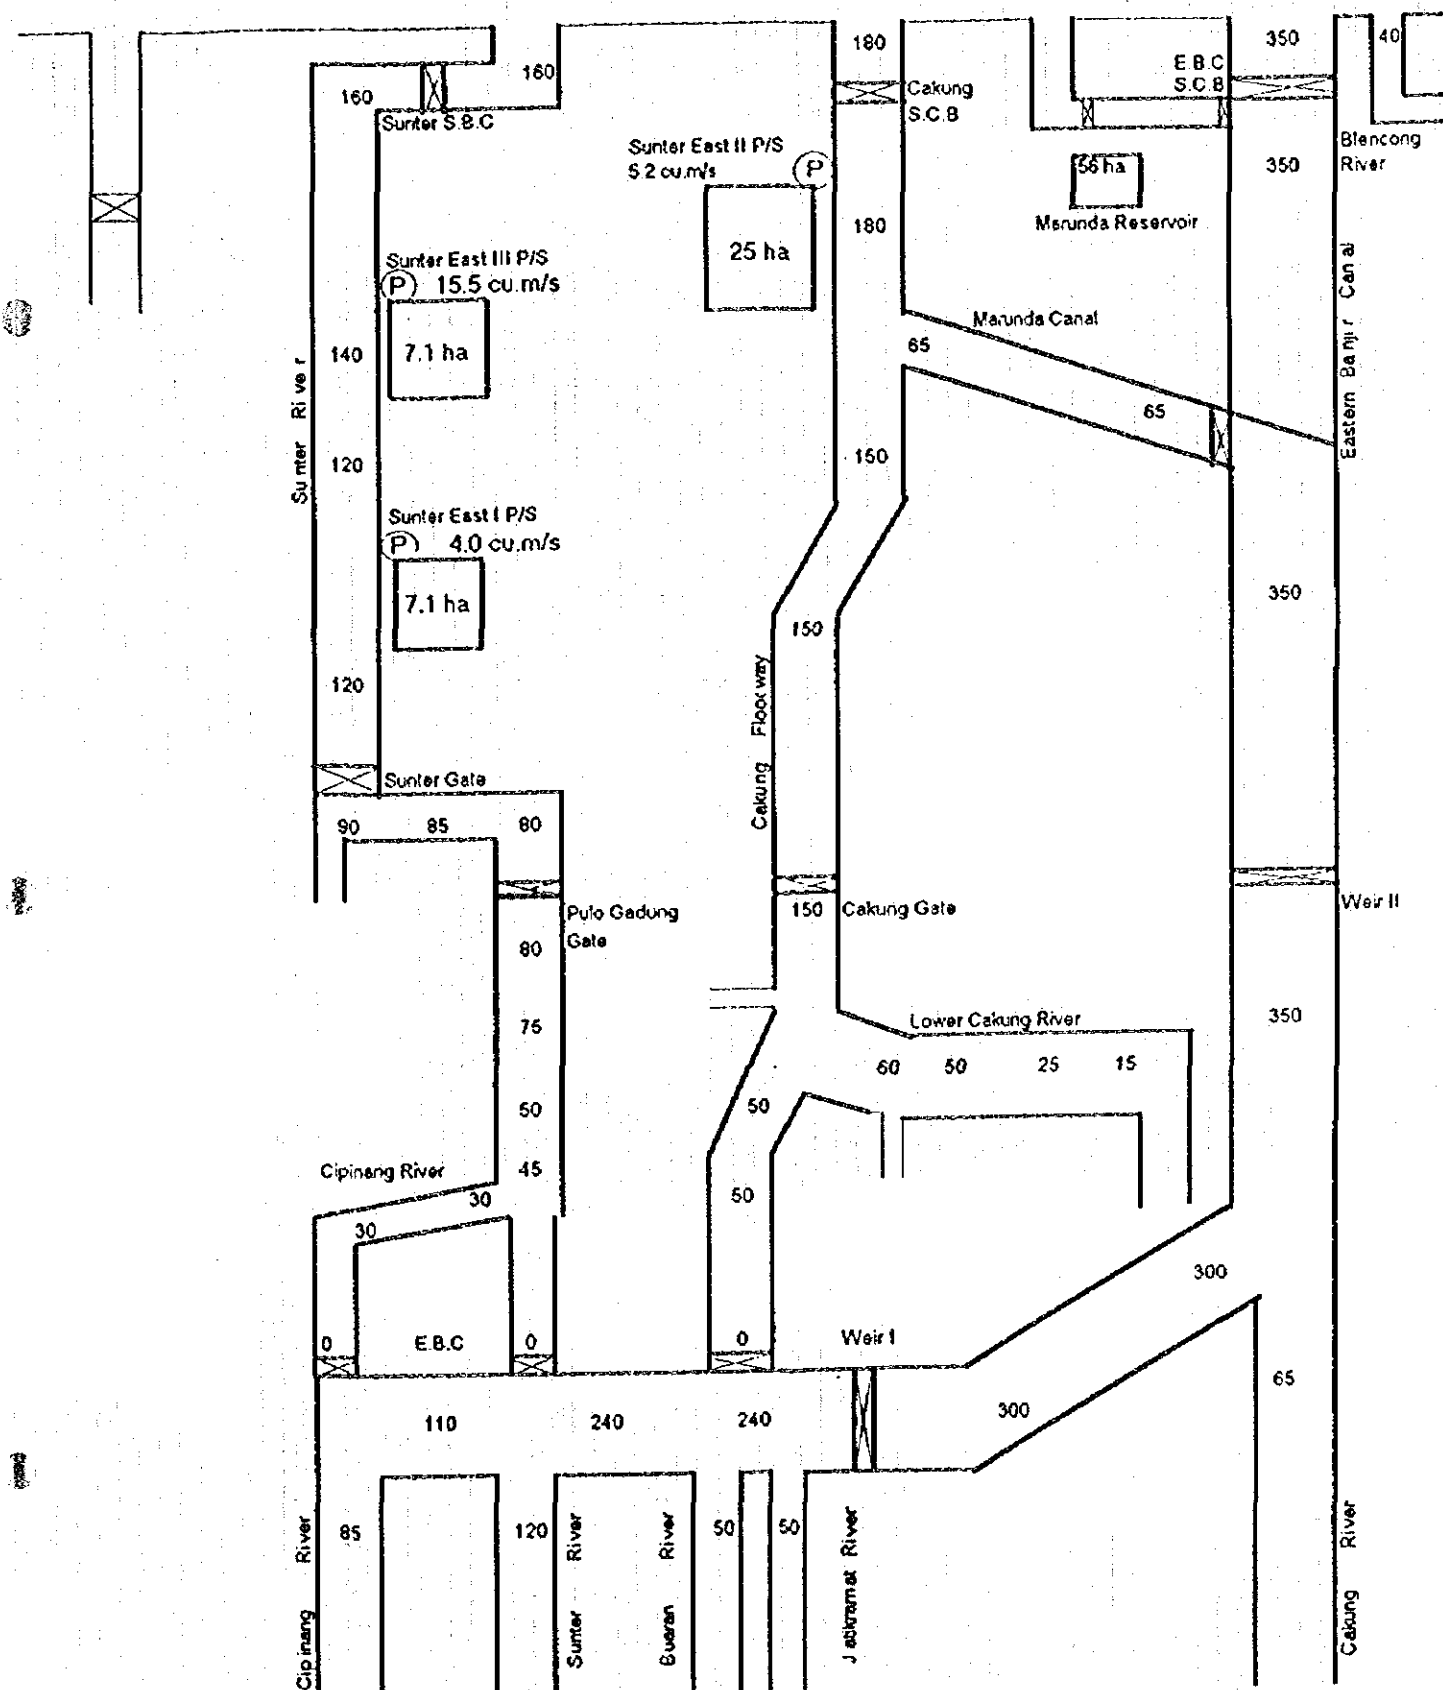 180
350
40
160
E.B.C
S.C.B
160
Cakung
S.C.B
Sunter S.B.C
Blencong
River
Sunter East II P/S
5.2 cu.m/s
P
56 ha
350
Marunda Reservoir
180
25 ha
Eastern Banjir Canal
Sunter East III P/S
P
15.5 cu.m/s
Marunda Canal
65
140
7.1 ha
Sunter River
65
120
150
Sunter East I P/S
P
4.0 cu.m/s
7.1 ha
350
150
120
Cakung Floodway
Sunter Gate
90
85
80
150
Cakung Gate
Weir II
Pulo Gadung
Gate
80
75
Lower Cakung River
350
60
50
25
15
50
50
Cipinang River
45
30
50
30
300
0
E.B.C
0
0
Weir I
65
110
240
240
300
Cipinang River
85
120
Sunter River
Buaran River
50
50
Jatikramat River
Cakung River